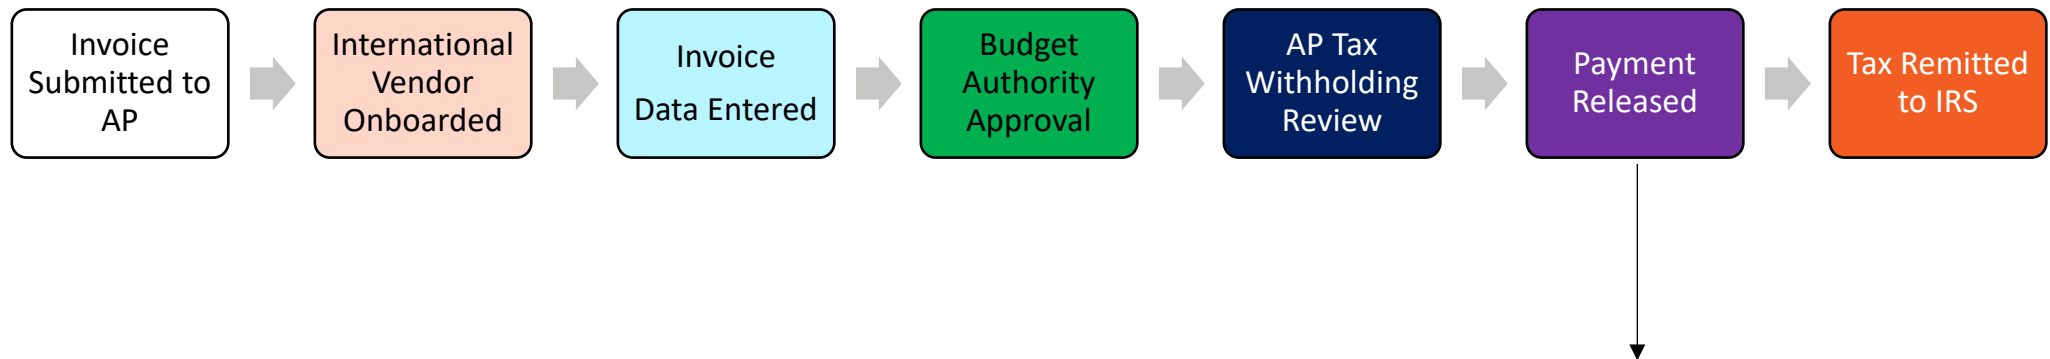 Invoice
Submitted to
AP
International
Vendor
Onboarded
Invoice
Data Entered
Budget
Authority
Approval
AP Tax
Withholding
Review
Payment
Released
Tax Remitted
to IRS